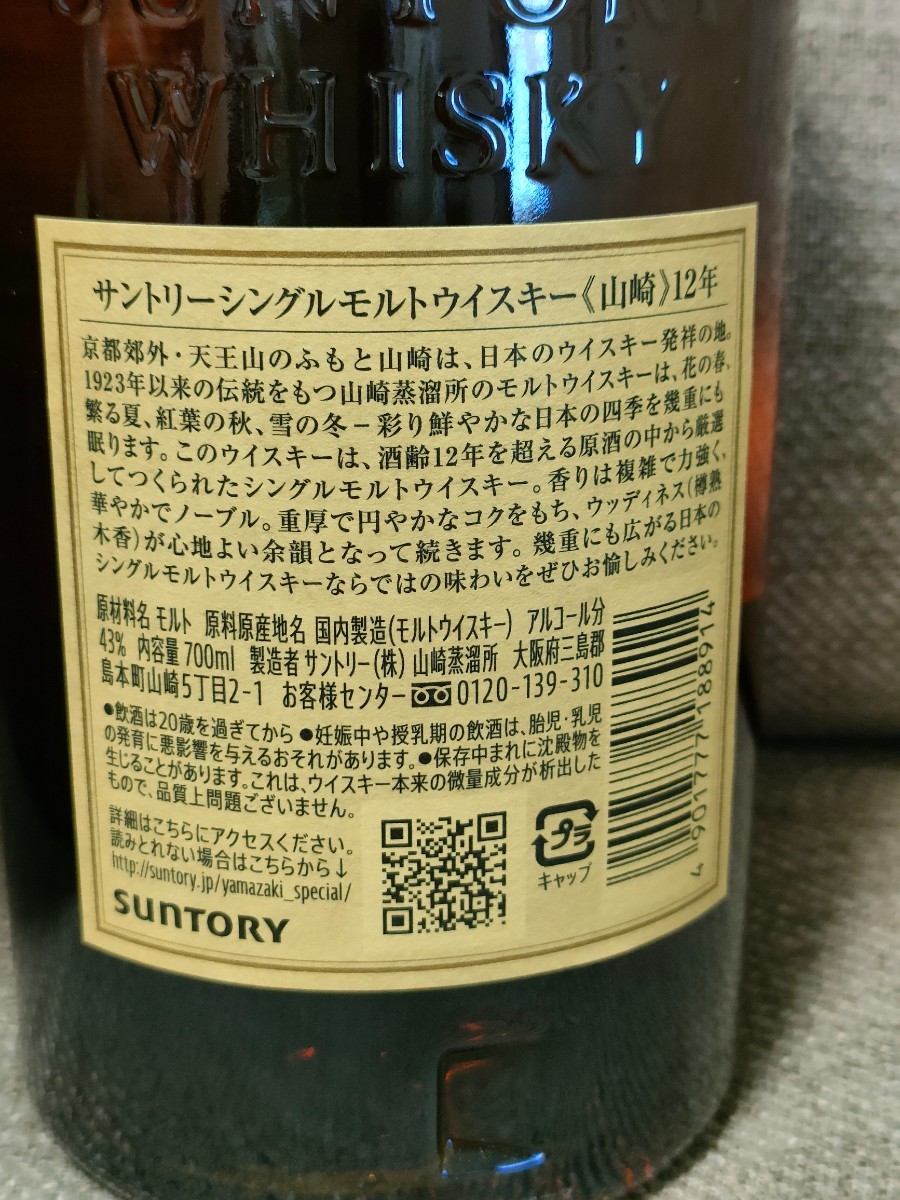 SUNTORY
WHISKY
サントリーシングルモルトウイスキー《山崎》12年
京都郊外・天王山のふもと山崎は、日本のウイスキー発祥の地。
1923年以来の伝統をもつ山崎蒸溜所のモルトウイスキーは、花の春、
繁る夏、紅葉の秋、雪の冬－彩り鮮やかな日本の四季を幾重にも
眠ります。このウイスキーは、酒齢12年を超える原酒の中から厳選
してつくられたシングルモルトウイスキー。香りは複雑で力強く、
華やかでノーブル。重厚で円やかなコクをもち、ウッディネス（樽熟
木香）が心地よい余韻となって続きます。幾重にも広がる日本の
シングルモルトウイスキーならではの味わいをぜひお愉しみください。
原材料名 モルト 原料原産地名 国内製造(モルトウイスキー) アルコール分
43% 内容量 700ml 製造者 サントリー(株) 山崎蒸溜所 大阪府三島郡
島本町山崎5丁目2-1 お客様センター 0120-139-310
●飲酒は20歳を過ぎてから ●妊娠中や授乳期の飲酒は、胎児・乳児
の発育に悪影響を与えるおそれがあります。●保存中まれに沈殿物を
生じることがあります。これは、ウイスキー本来の微量成分が析出した
もので、品質上問題ございません。
詳細はこちらにアクセスください。
読みとれない場合はこちらから↓
http://suntory.jp/yamazaki_special/
SUNTORY
プラ
キャップ
4901777188914